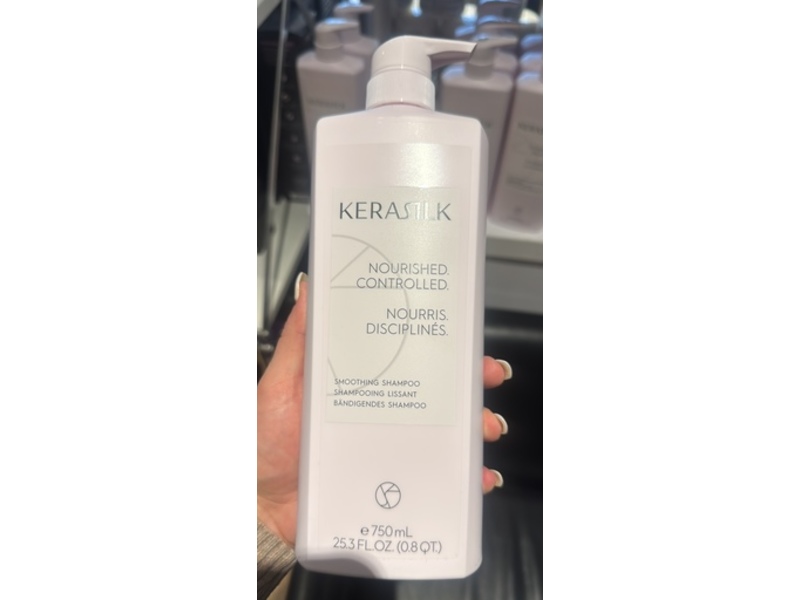 KERASILK
NOURISHED.
CONTROLLED.
NOURRIS.
DISCIPLINÉS.
SMOOTHING SHAMPOO
SHAMPOOING LISSANT
BÄNDIGENDES SHAMPOO
e 750 mL
25.3 FL.OZ. (0.8 QT.)